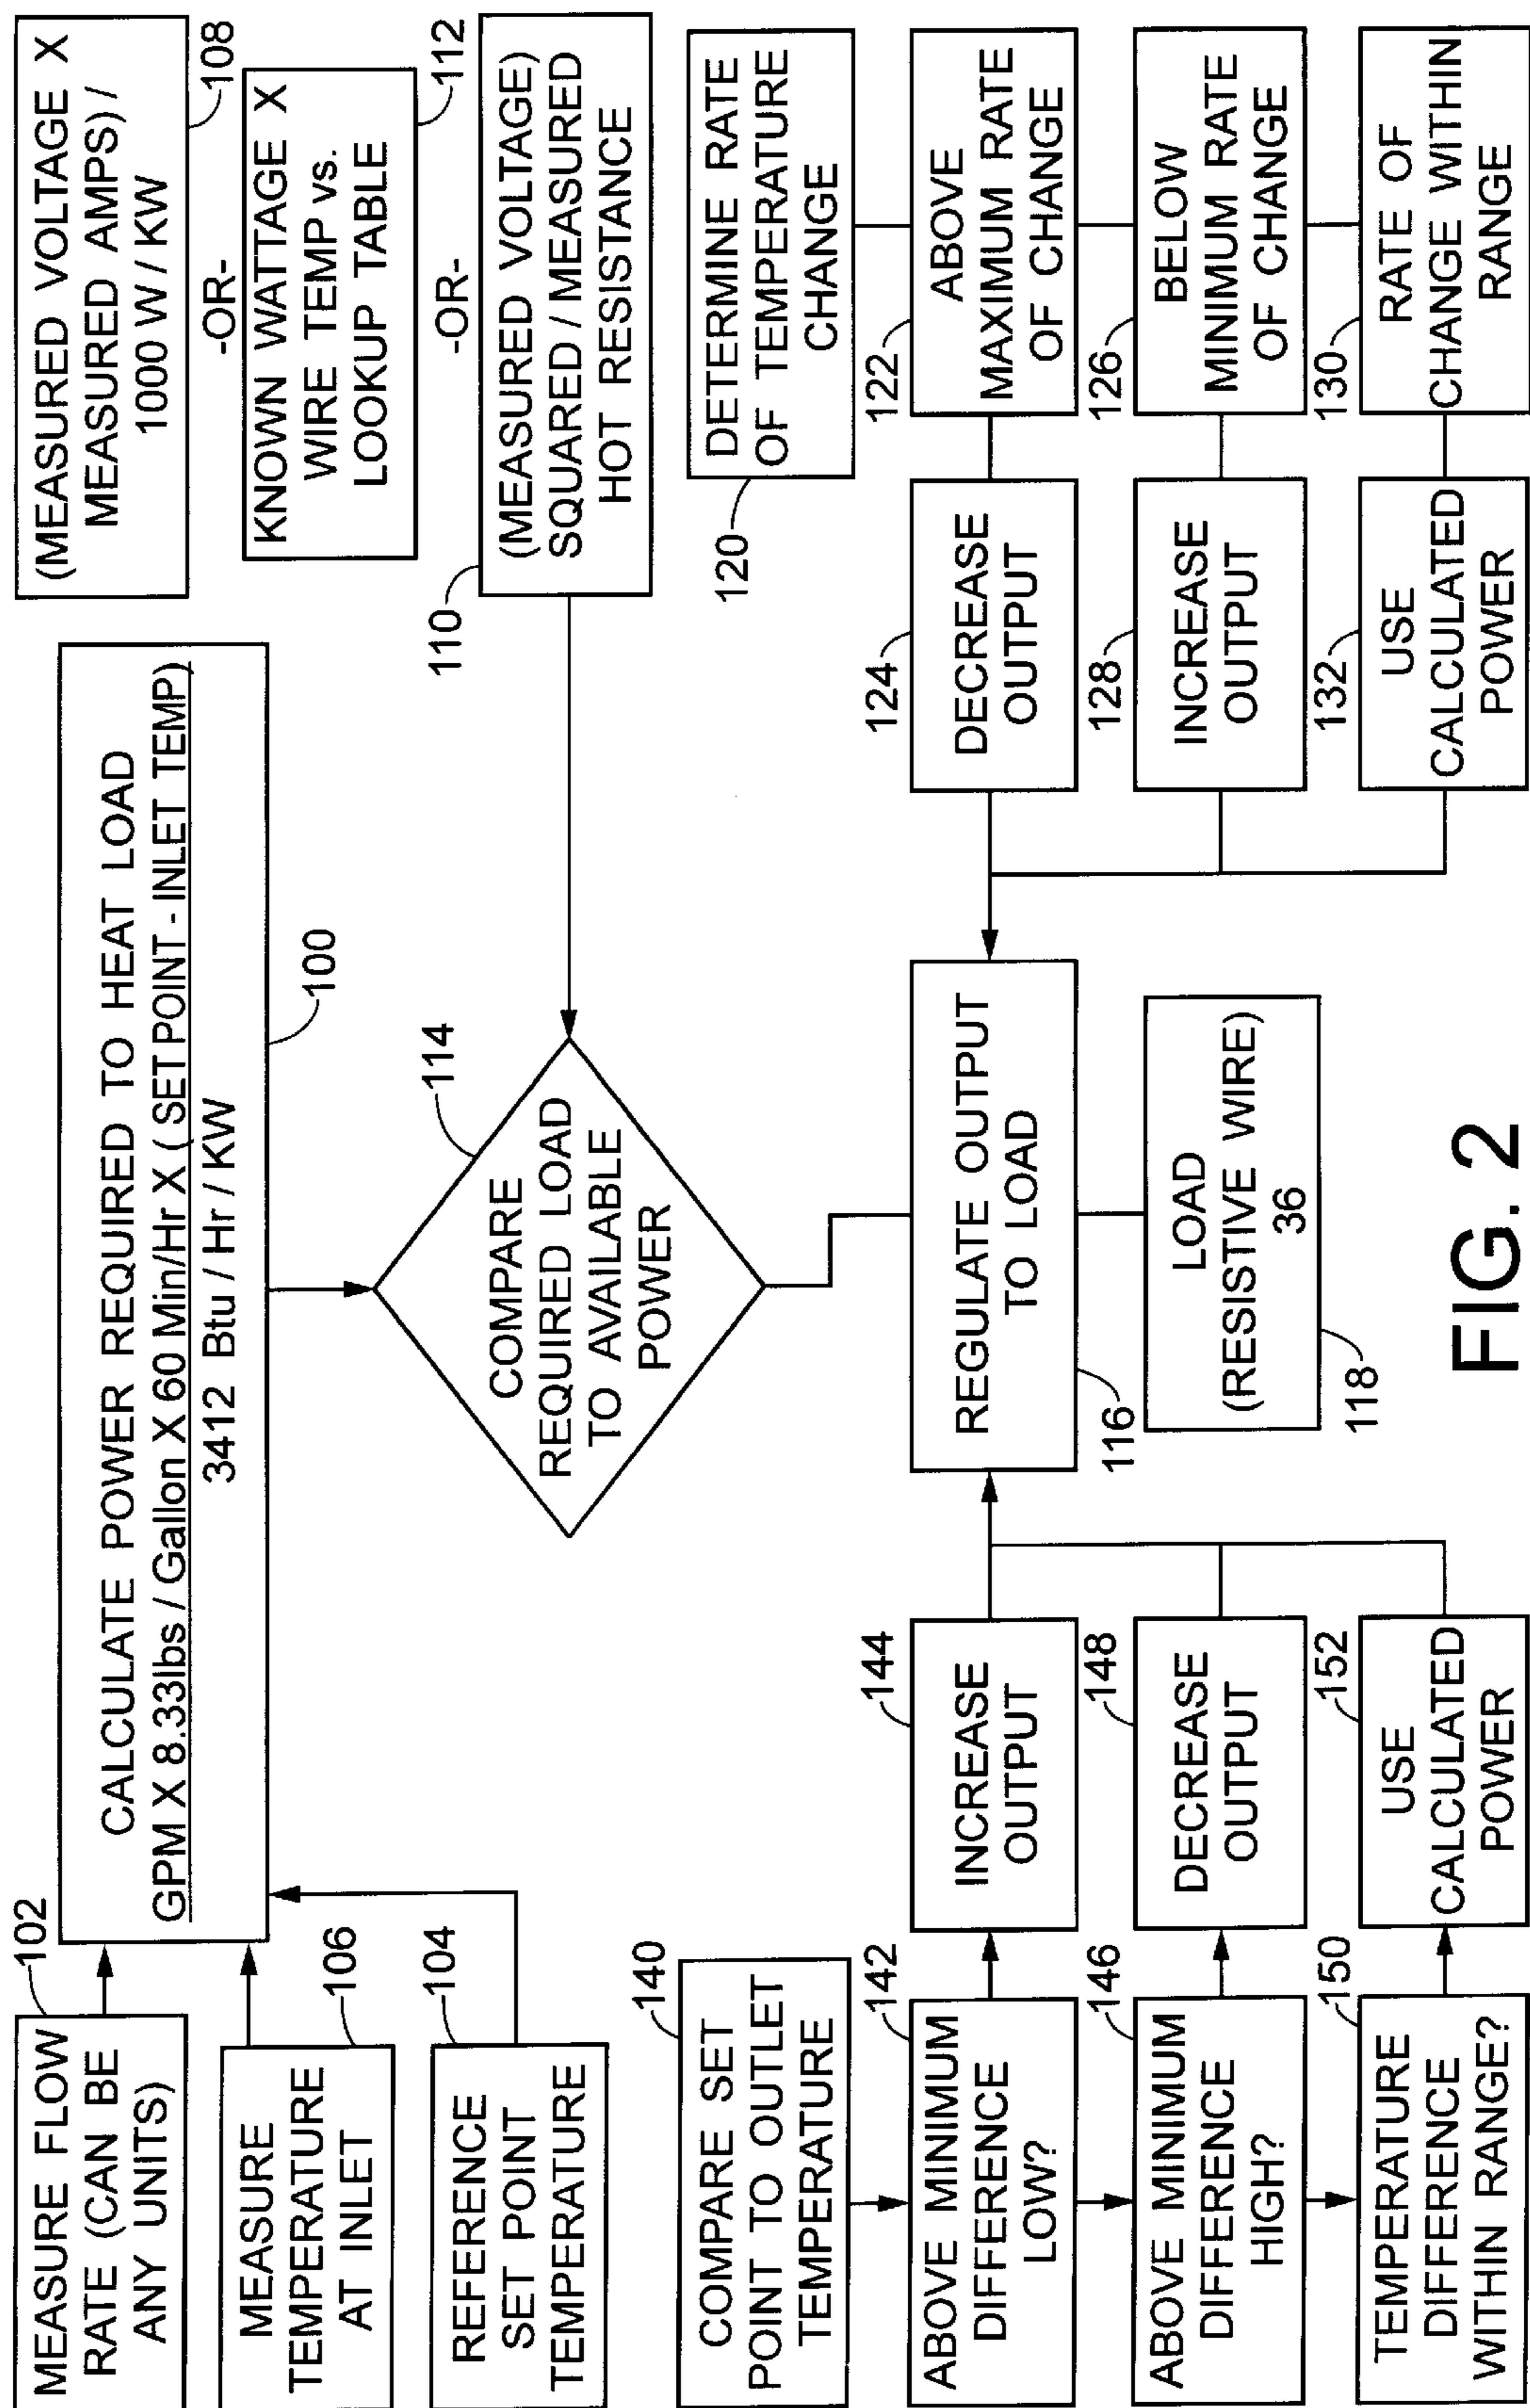 MEASURE FLOW
RATE (CAN BE
ANY UNITS)
102
MEASURE
TEMPERATURE
AT INLET
106
REFERENCE
SET POINT
TEMPERATURE
104
CALCULATE POWER REQUIRED TO HEAT LOAD
GPM X 8.33lbs / Gallon X 60 Min/Hr X ( SET POINT - INLET TEMP)
3412 Btu / Hr / KW
100
(MEASURED VOLTAGE X
MEASURED AMPS) /
1000 W / KW
108
-OR-
KNOWN WATTAGE X
WIRE TEMP vs.
LOOKUP TABLE
112
-OR-
110
(MEASURED VOLTAGE)
SQUARED / MEASURED
HOT RESISTANCE
114
COMPARE
REQUIRED LOAD
TO AVAILABLE
POWER
140
COMPARE SET
POINT TO OUTLET
TEMPERATURE
142
ABOVE MINIMUM
DIFFERENCE
LOW?
144
INCREASE
OUTPUT
146
ABOVE MINIMUM
DIFFERENCE
HIGH?
148
DECREASE
OUTPUT
150
TEMPERATURE
DIFFERENCE
WITHIN RANGE?
152
USE
CALCULATED
POWER
REGULATE OUTPUT
TO LOAD
116
LOAD
(RESISTIVE WIRE)
36
118
120
DETERMINE RATE
OF TEMPERATURE
CHANGE
124
DECREASE
OUTPUT
122
ABOVE
MAXIMUM RATE
OF CHANGE
128
INCREASE
OUTPUT
126
BELOW
MINIMUM RATE
OF CHANGE
132
USE
CALCULATED
POWER
130
RATE OF
CHANGE WITHIN
RANGE
FIG. 2